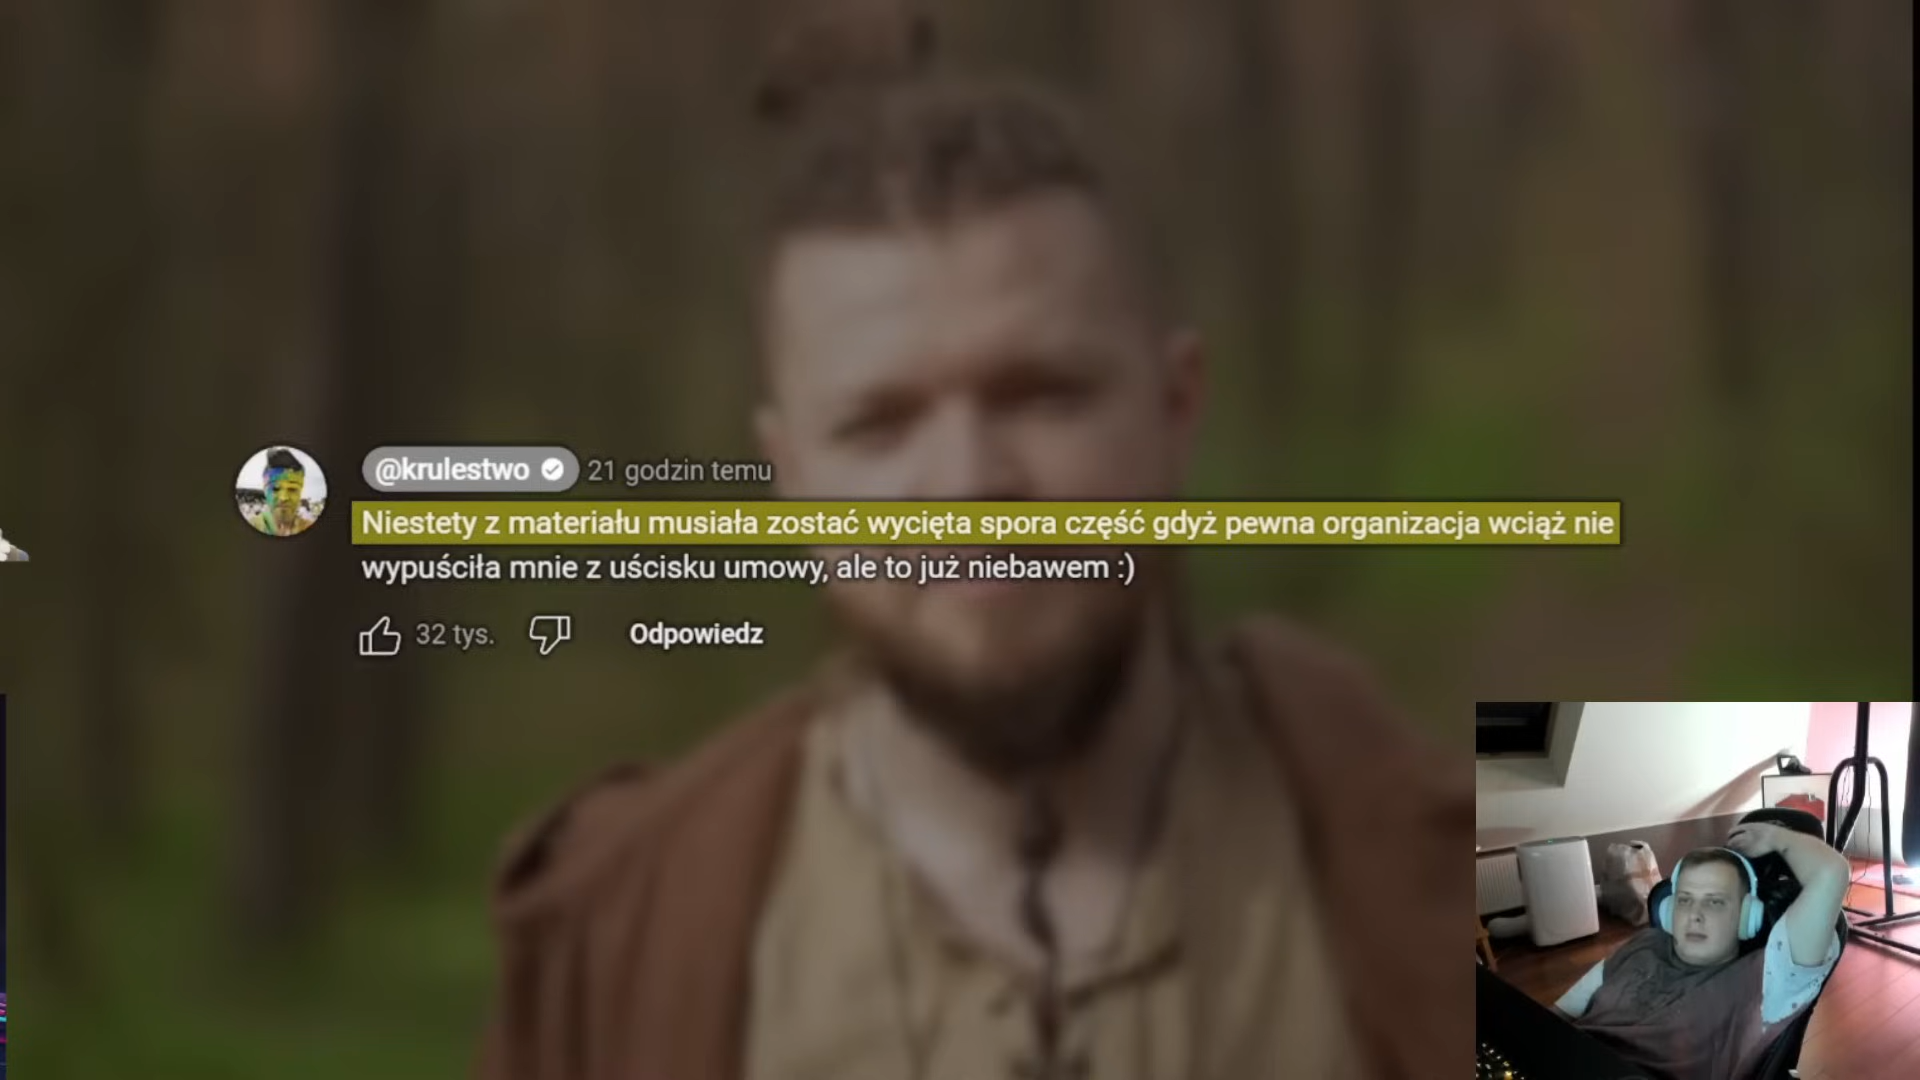 @krulestwo 21 godzin temu
Niestety z materiału musiała zostać wycięta spora część gdyż pewna organizacja wciąż nie
wypuściła mnie z uścisku umowy, ale to już niebawem :)
32 tys. Odpowiedz